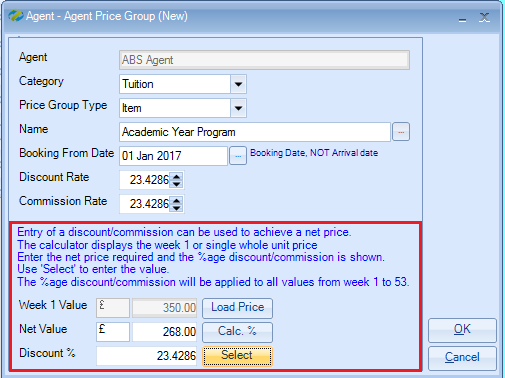 Agent - Agent Price Group (New)
Agent ABS Agent
Category Tuition
Price Group Type Item
Name Academic Year Program ...
Booking From Date 01 Jan 2017 ... Booking Date, NOT Arrival date
Discount Rate 23.4286
Commission Rate 23.4286
Entry of a discount/commission can be used to achieve a net price.
The calculator displays the week 1 or single whole unit price
Enter the net price required and the %age discount/commission is shown.
Use 'Select' to enter the value.
The %age discount/commission will be applied to all values from week 1 to 53.
Week 1 Value £ 350.00 Load Price
Net Value £ 268.00 Calc. %
Discount % 23.4286 Select
OK
Cancel